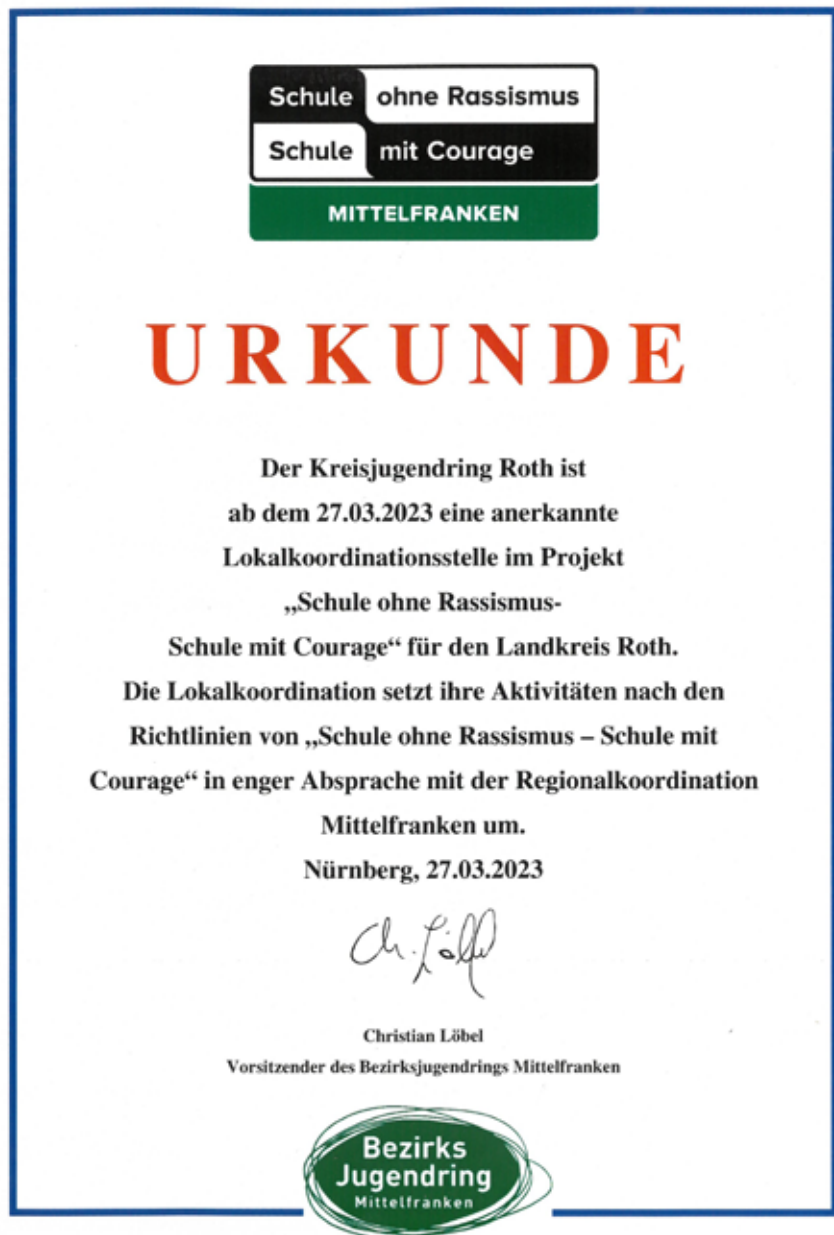 Schule ohne Rassismus
Schule mit Courage
MITTELFRANKEN
URKUNDE
Der Kreisjugendring Roth ist
ab dem 27.03.2023 eine anerkannte
Lokalkoordinationsstelle im Projekt
„Schule ohne Rassismus-
Schule mit Courage“ für den Landkreis Roth.
Die Lokalkoordination setzt ihre Aktivitäten nach den
Richtlinien von „Schule ohne Rassismus – Schule mit
Courage“ in enger Absprache mit der Regionalkoordination
Mittelfranken um.
Nürnberg, 27.03.2023
Ch. Löbel
Christian Löbel
Vorsitzender des Bezirksjugendrings Mittelfranken
Bezirks
Jugendring
Mittelfranken